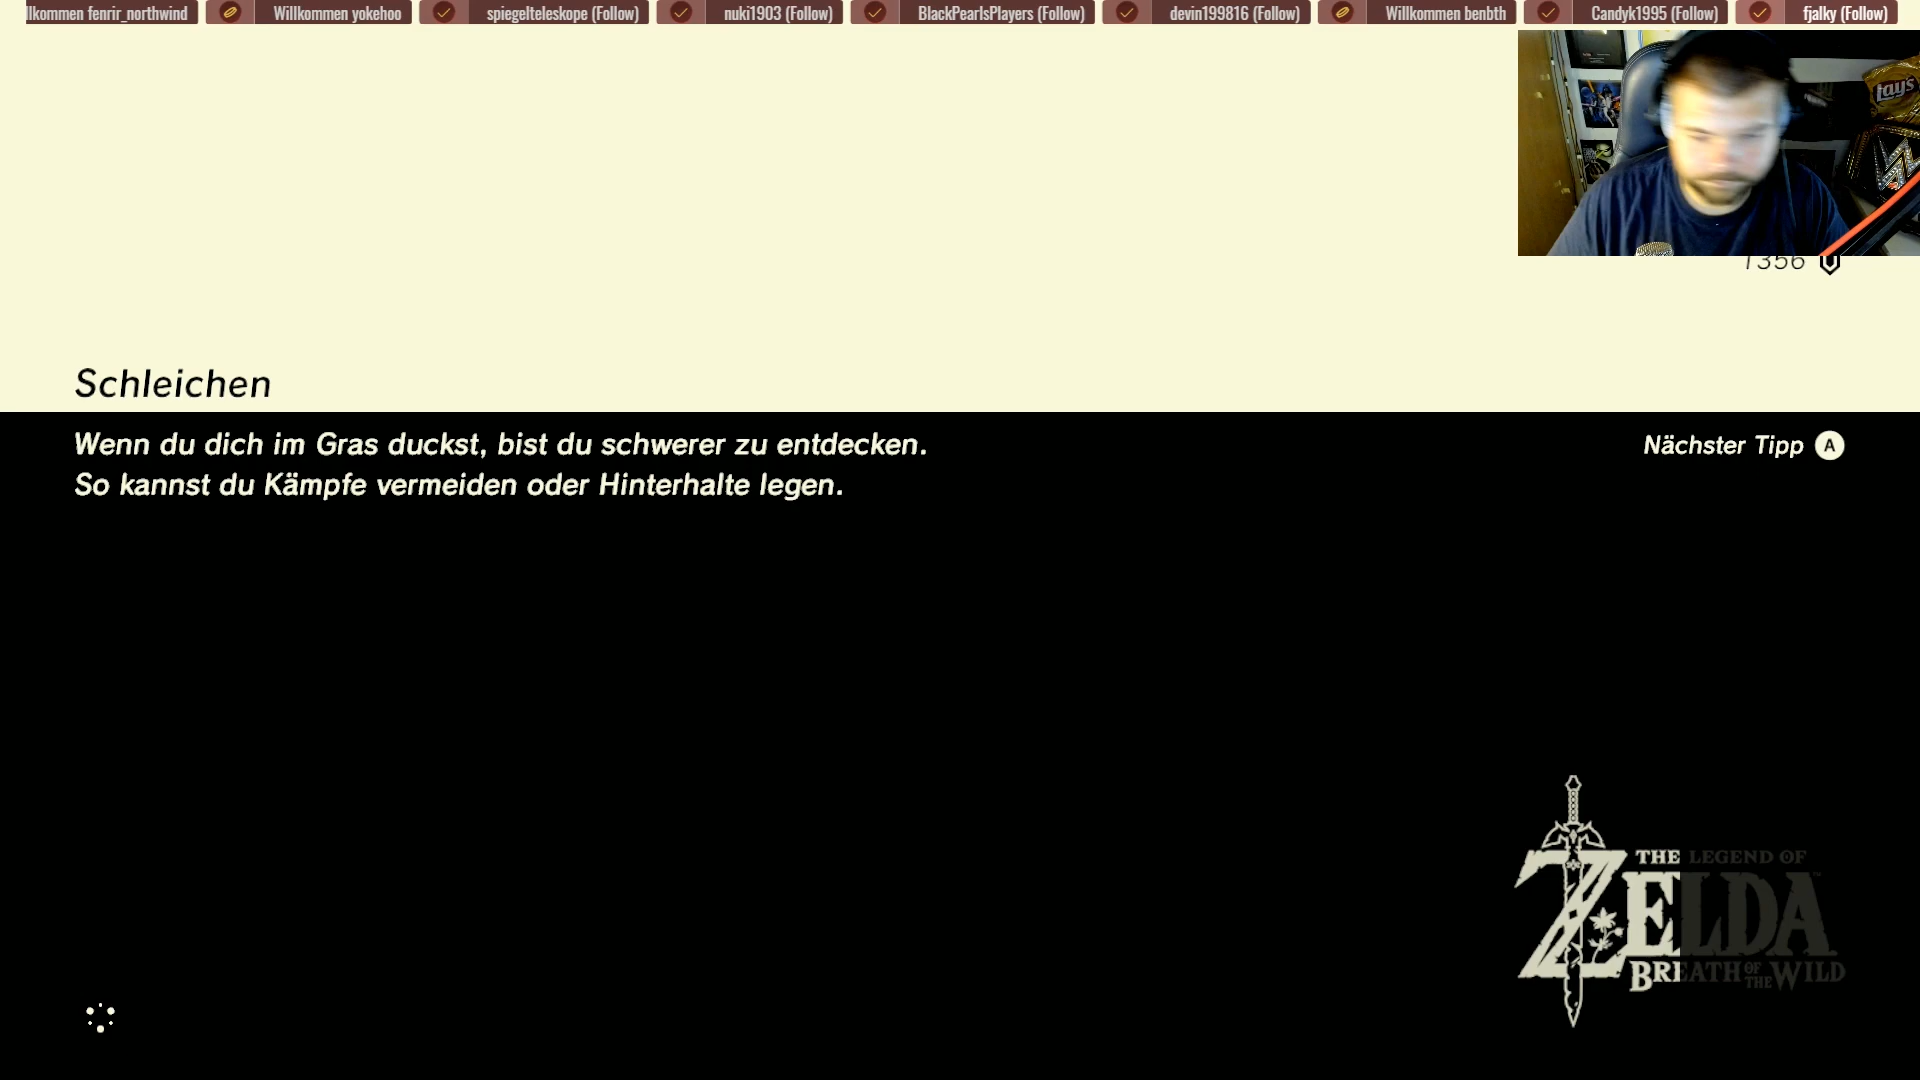 fenrir_northwind
Willkommen yokehoo
spiegelteleskope (Follow)
nuki1903 (Follow)
BlackPearlsPlayers (Follow)
devin199816 (Follow)
Willkommen benbth
Candyk1995 (Follow)
fjalky (Follow)
Lay's
1356
Schleichen
Wenn du dich im Gras duckst, bist du schwerer zu entdecken.
So kannst du Kämpfe vermeiden oder Hinterhalte legen.
Nächster Tipp A
THE LEGEND OF
ZELDA
BREATH OF THE WILD